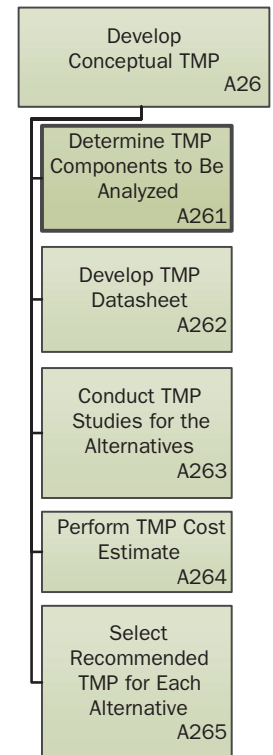 Develop
Conceptual TMP
A26
Determine TMP
Components to Be
Analyzed
A261
Develop TMP
Datasheet
A262
Conduct TMP
Studies for the
Alternatives
A263
Perform TMP Cost
Estimate
A264
Select
Recommended
TMP for Each
Alternative
A265